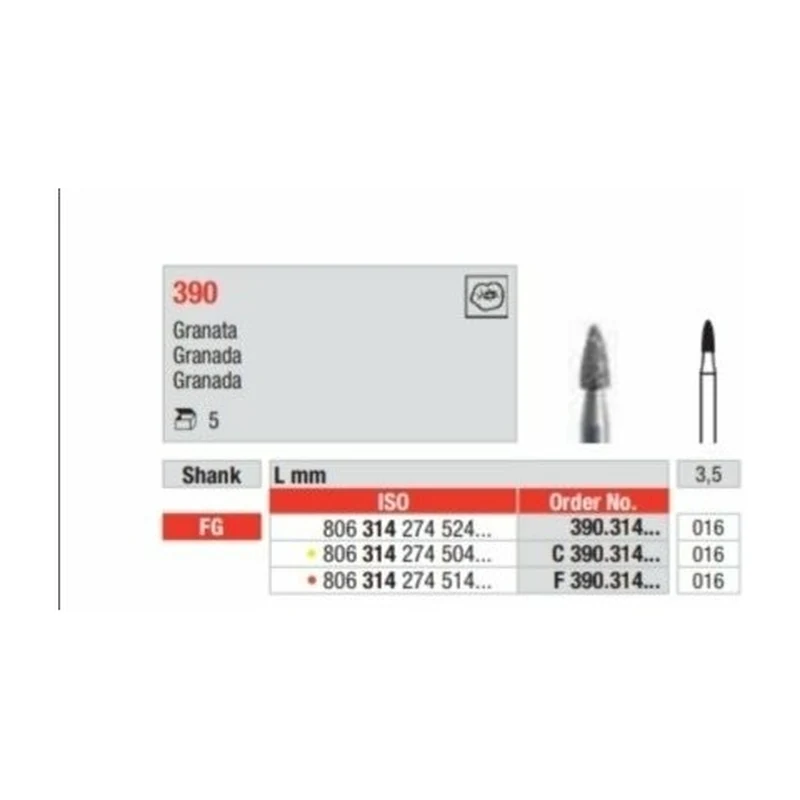 390
Granata
Granada
Granada
5
Shank L mm 3,5
ISO Order No.
FG 806 314 274 524... 390.314... 016
806 314 274 504... C 390.314... 016
806 314 274 514... F 390.314... 016